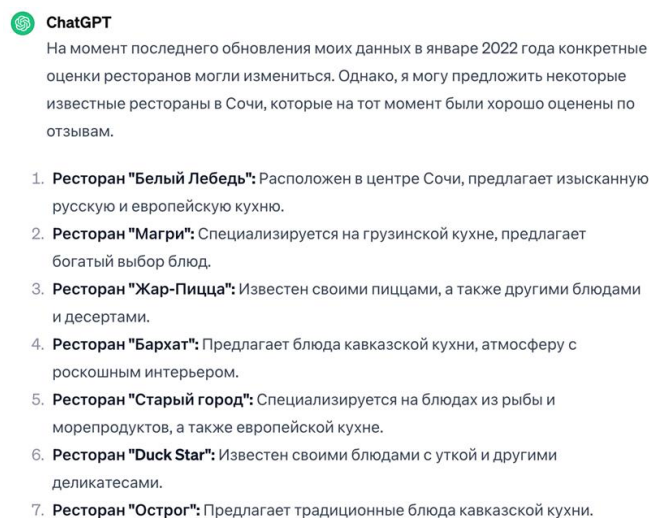 ChatGPT
На момент последнего обновления моих данных в январе 2022 года конкретные
оценки ресторанов могли измениться. Однако, я могу предложить некоторые
известные рестораны в Сочи, которые на тот момент были хорошо оценены по
отзывам.
1. Ресторан "Белый Лебедь": Расположен в центре Сочи, предлагает изысканную
русскую и европейскую кухню.
2. Ресторан "Магри": Специализируется на грузинской кухне, предлагает
богатый выбор блюд.
3. Ресторан "Жар-Пицца": Известен своими пиццами, а также другими блюдами
и десертами.
4. Ресторан "Бархат": Предлагает блюда кавказской кухни, атмосферу с
роскошным интерьером.
5. Ресторан "Старый город": Специализируется на блюдах из рыбы и
морепродуктов, а также европейской кухне.
6. Ресторан "Duck Star": Известен своими блюдами с уткой и другими
деликатесами.
7. Ресторан "Острог": Предлагает традиционные блюда кавказской кухни.